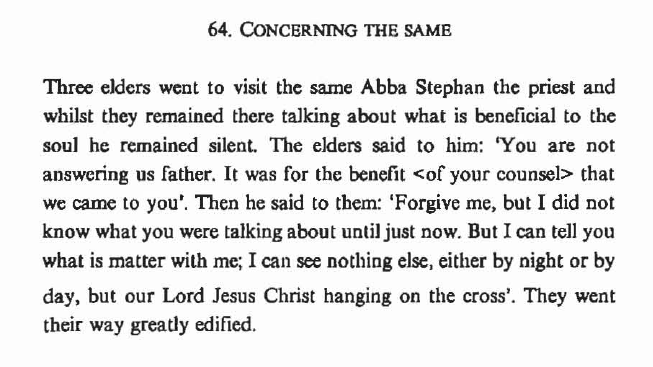 64. CONCERNING THE SAME
Three elders went to visit the same Abba Stephan the priest and
whilst they remained there talking about what is beneficial to the
soul he remained silent. The elders said to him: 'You are not
answering us father. It was for the benefit <of your counsel> that
we came to you'. Then he said to them: 'Forgive me, but I did not
know what you were talking about until just now. But I can tell you
what is matter with me; I can see nothing else, either by night or by
day, but our Lord Jesus Christ hanging on the cross'. They went
their way greatly edified.